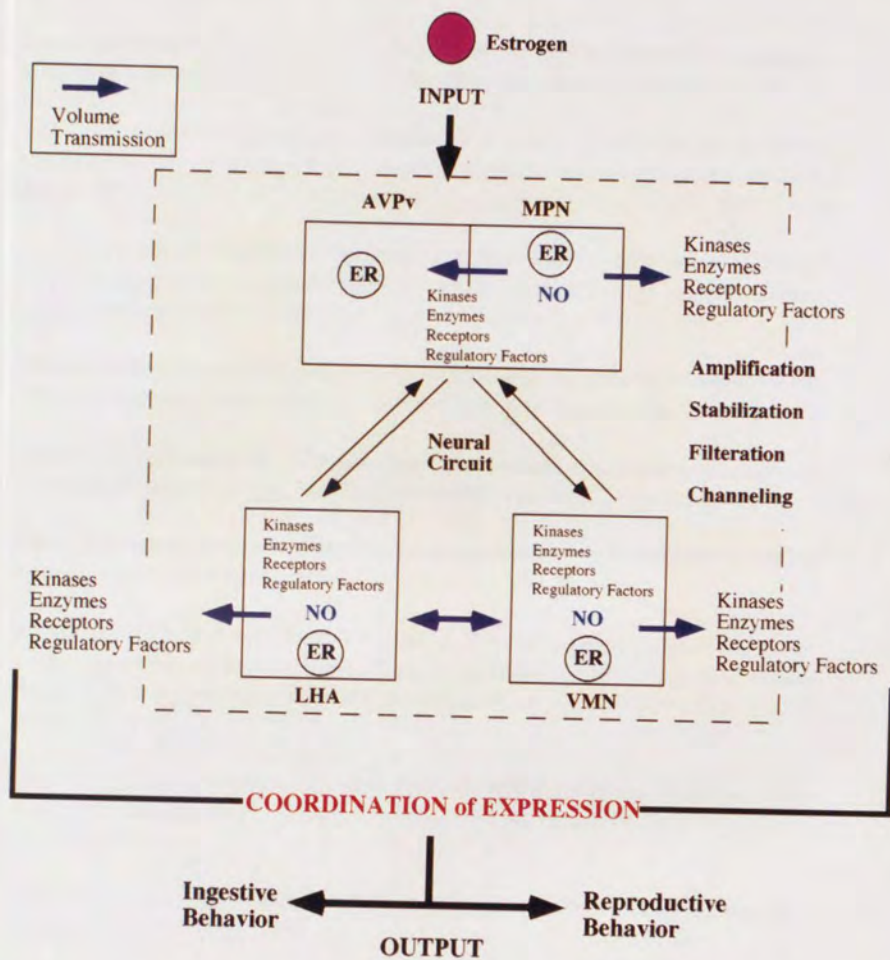 Estrogen
INPUT
Volume
Transmission
AVPv
MPN
ER
ER
NO
Kinases
Enzymes
Receptors
Regulatory Factors
Kinases
Enzymes
Receptors
Regulatory Factors
Amplification
Stabilization
Filteration
Channeling
Neural
Circuit
Kinases
Enzymes
Receptors
Regulatory Factors
NO
ER
LHA
Kinases
Enzymes
Receptors
Regulatory Factors
NO
ER
VMN
Kinases
Enzymes
Receptors
Regulatory Factors
Kinases
Enzymes
Receptors
Regulatory Factors
COORDINATION of EXPRESSION
Ingestive
Behavior
Reproductive
Behavior
OUTPUT